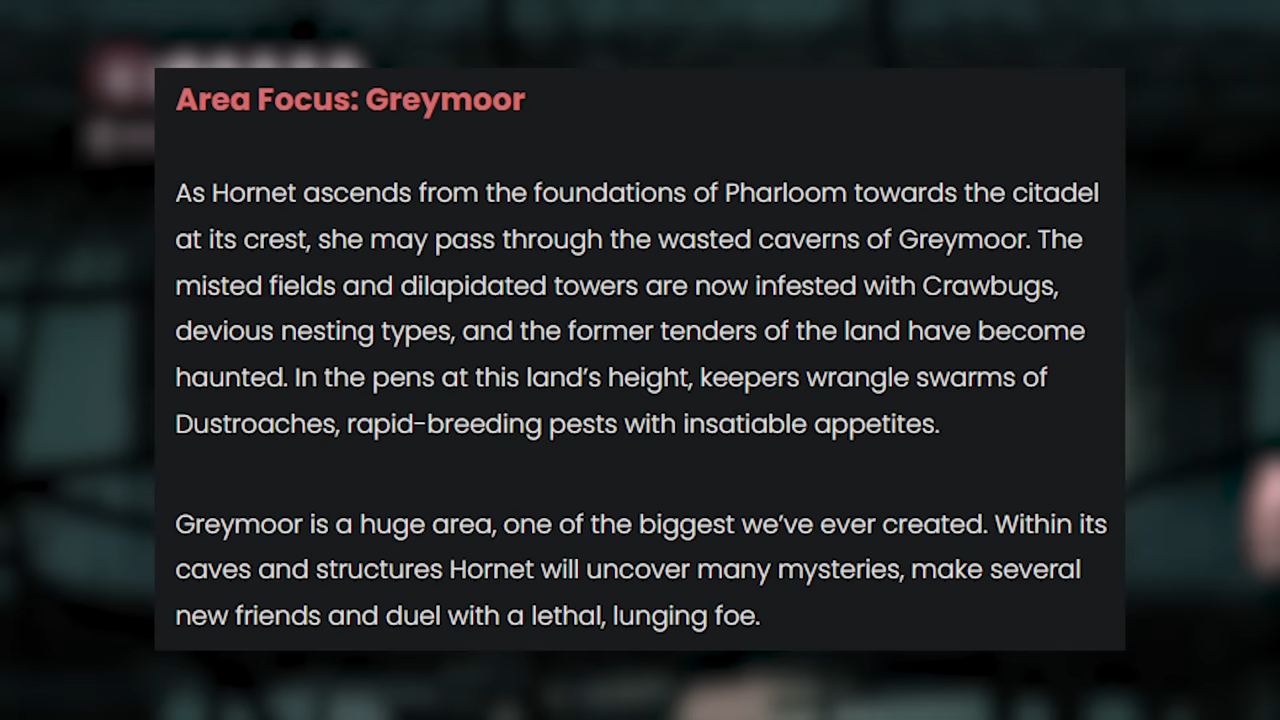 Area Focus: Greymoor
As Hornet ascends from the foundations of Pharloom towards the citadel
at its crest, she may pass through the wasted caverns of Greymoor. The
misted fields and dilapidated towers are now infested with Crawbugs,
devious nesting types, and the former tenders of the land have become
haunted. In the pens at this land’s height, keepers wrangle swarms of
Dustroaches, rapid-breeding pests with insatiable appetites.
Greymoor is a huge area, one of the biggest we’ve ever created. Within its
caves and structures Hornet will uncover many mysteries, make several
new friends and duel with a lethal, lunging foe.